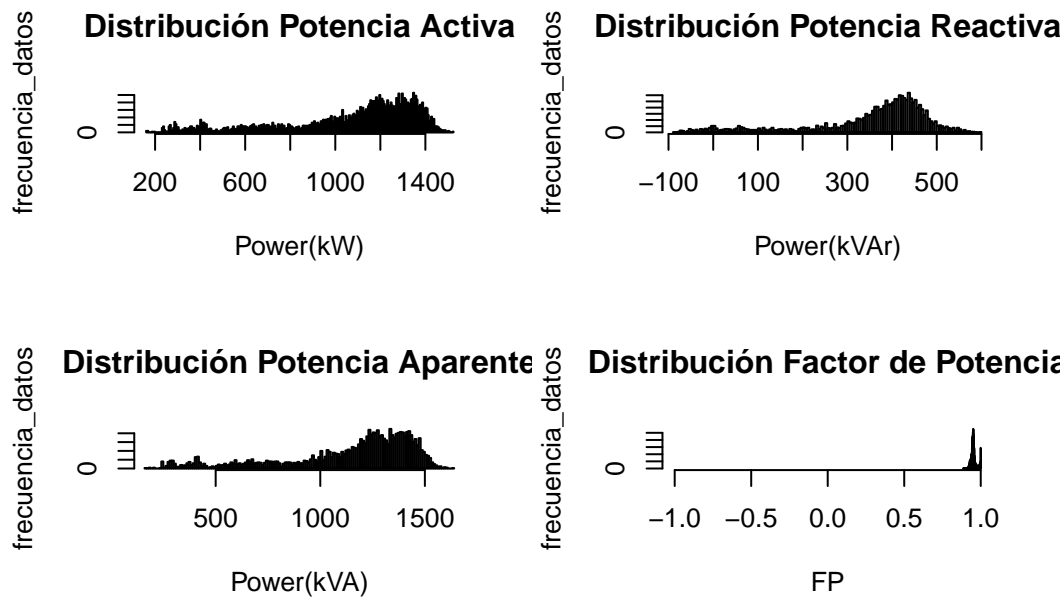 Distribución Potencia Activa
frecuencia_datos
0
200 600 1000 1400
Power(kW)
Distribución Potencia Reactiva
frecuencia_datos
0
−100 100 300 500
Power(kVAr)
Distribución Potencia Aparente
frecuencia_datos
0
500 1000 1500
Power(kVA)
Distribución Factor de Potencia
frecuencia_datos
0
−1.0 −0.5 0.0 0.5 1.0
FP